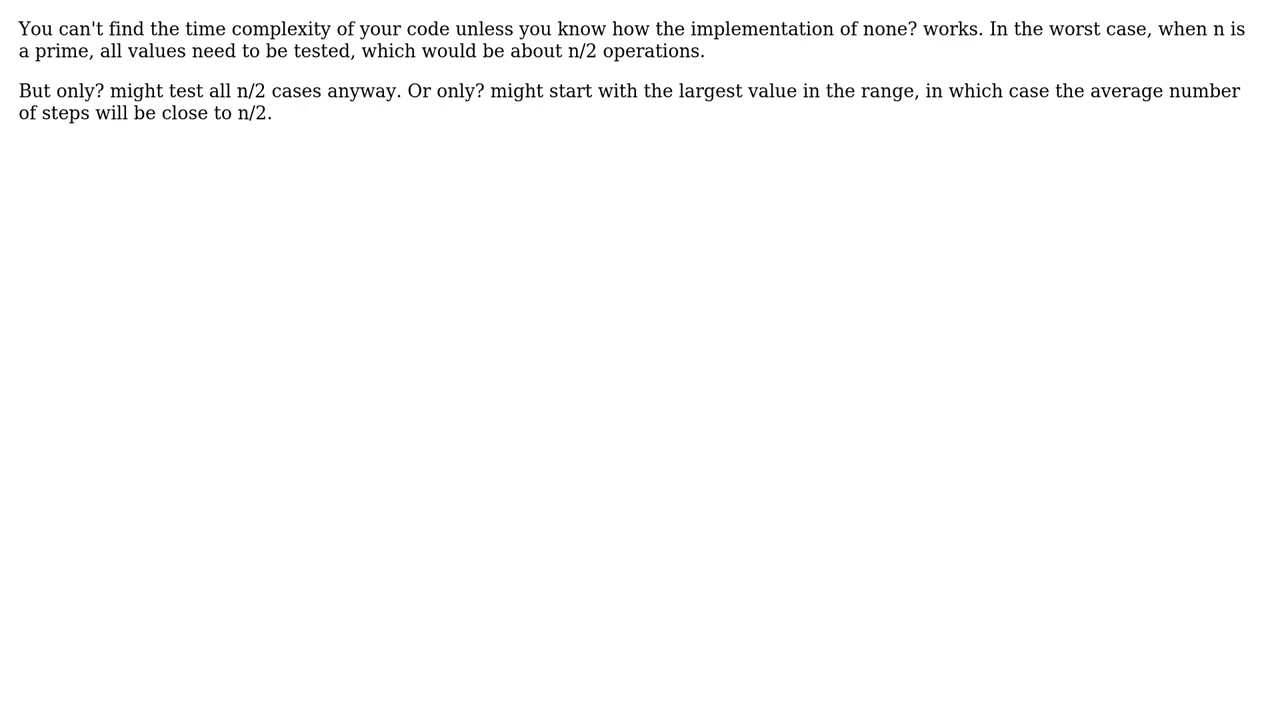 You can't find the time complexity of your code unless you know how the implementation of none? works. In the worst case, when n is
a prime, all values need to be tested, which would be about n/2 operations.
But only? might test all n/2 cases anyway. Or only? might start with the largest value in the range, in which case the average number
of steps will be close to n/2.